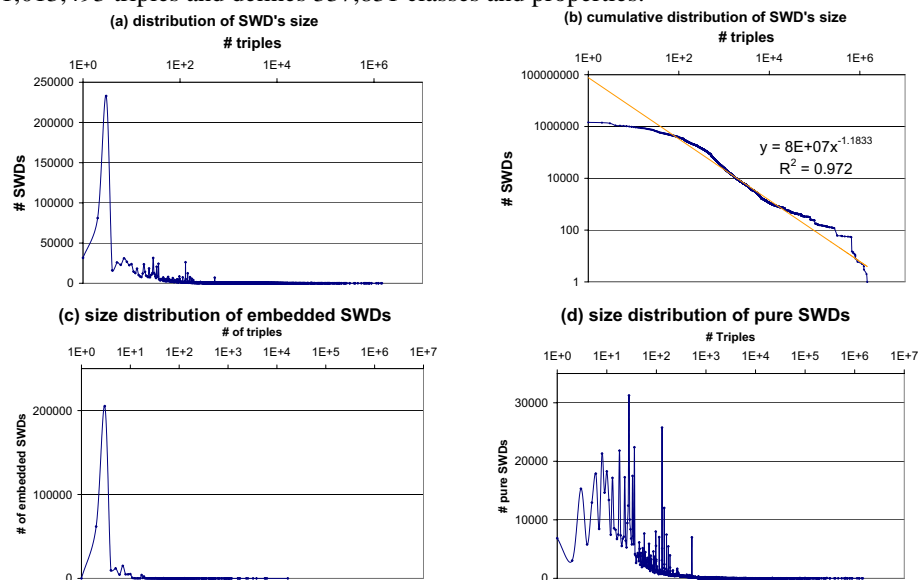 triples and defines classes and properties.
(a) distribution of SWD's size
# triples
1E+0 1E+2 1E+4 1E+6
250000
200000
150000
100000
50000
0
# SWDs
(b) cumulative distribution of SWD's size
# triples
1E+0 1E+2 1E+4 1E+6
100000000
1000000
10000
100
1
# SWDs
y = 8E+07x-1.1833
R2 = 0.972
(c) size distribution of embedded SWDs
# of triples
1E+0 1E+1 1E+2 1E+3 1E+4 1E+5 1E+6 1E+7
200000
100000
0
# of embedded SWDs
(d) size distribution of pure SWDs
# Triples
1E+0 1E+1 1E+2 1E+3 1E+4 1E+5 1E+6 1E+7
30000
20000
10000
0
# pure SWDs